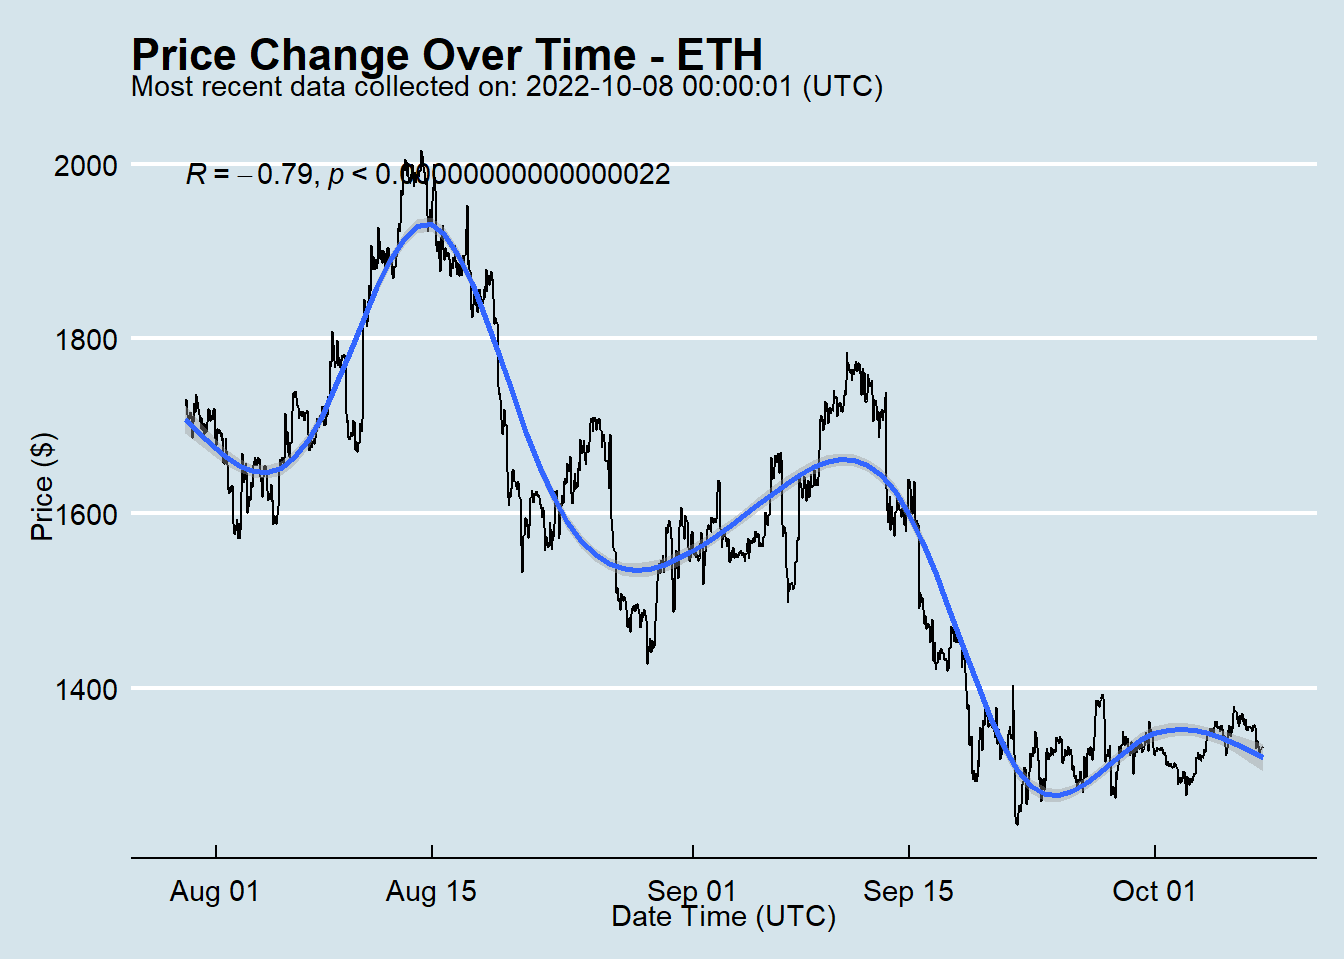 Price Change Over Time - ETH
Most recent data collected on: 2022-10-08 00:00:01 (UTC)
R = −0.79, p < 0.00000000000000022
2000
1800
1600
1400
Price ($)
Aug 01
Aug 15
Sep 01
Sep 15
Oct 01
Date Time (UTC)